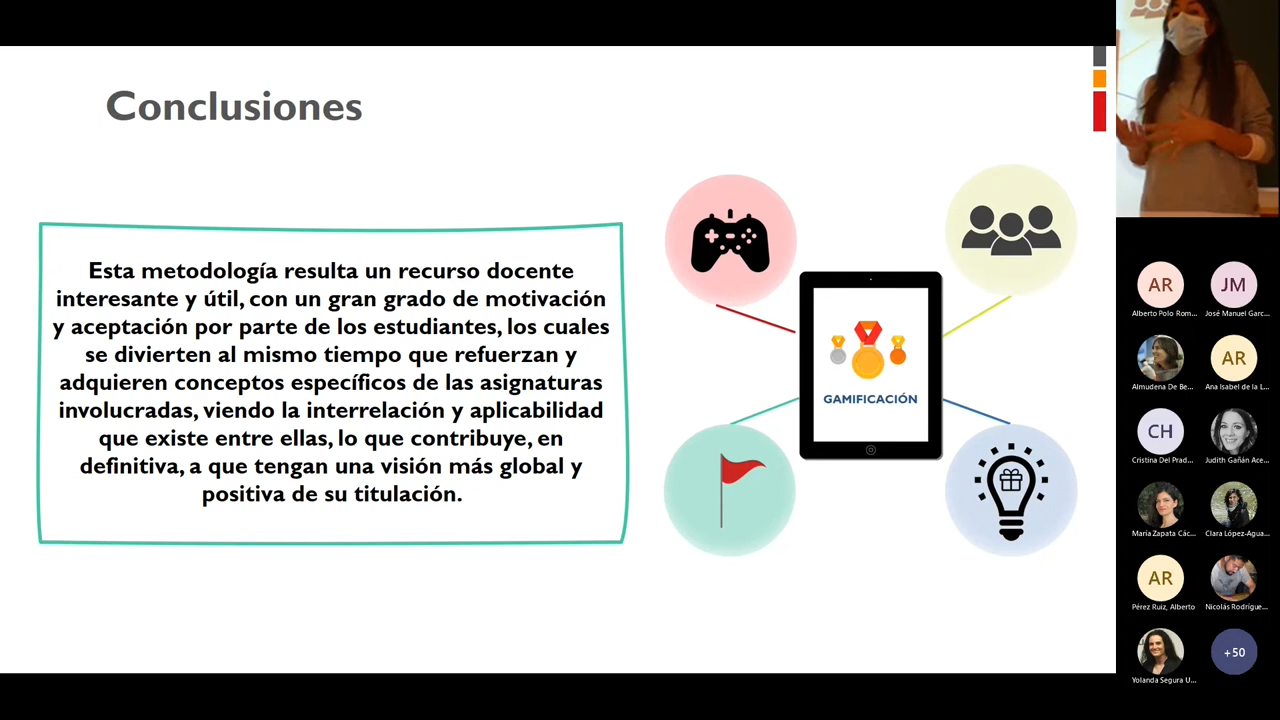 Conclusiones
Esta metodología resulta un recurso docente
interesante y útil, con un gran grado de motivación
y aceptación por parte de los estudiantes, los cuales
se divierten al mismo tiempo que refuerzan y
adquieren conceptos específicos de las asignaturas
involucradas, viendo la interrelación y aplicabilidad
que existe entre ellas, lo que contribuye, en
definitiva, a que tengan una visión más global y
positiva de su titulación.
GAMIFICACIÓN
AR
JM
Alberto Polo Rom...
José Manuel Garc...
AR
Almudena De Be...
Ana Isabel de la L...
CH
Cristina Del Prad...
Judith Gañán Ace...
María Zapata Các...
Clara López-Agua...
AR
Pérez Ruiz, Alberto
Nicolás Rodrígue...
+50
Yolanda Segura U...